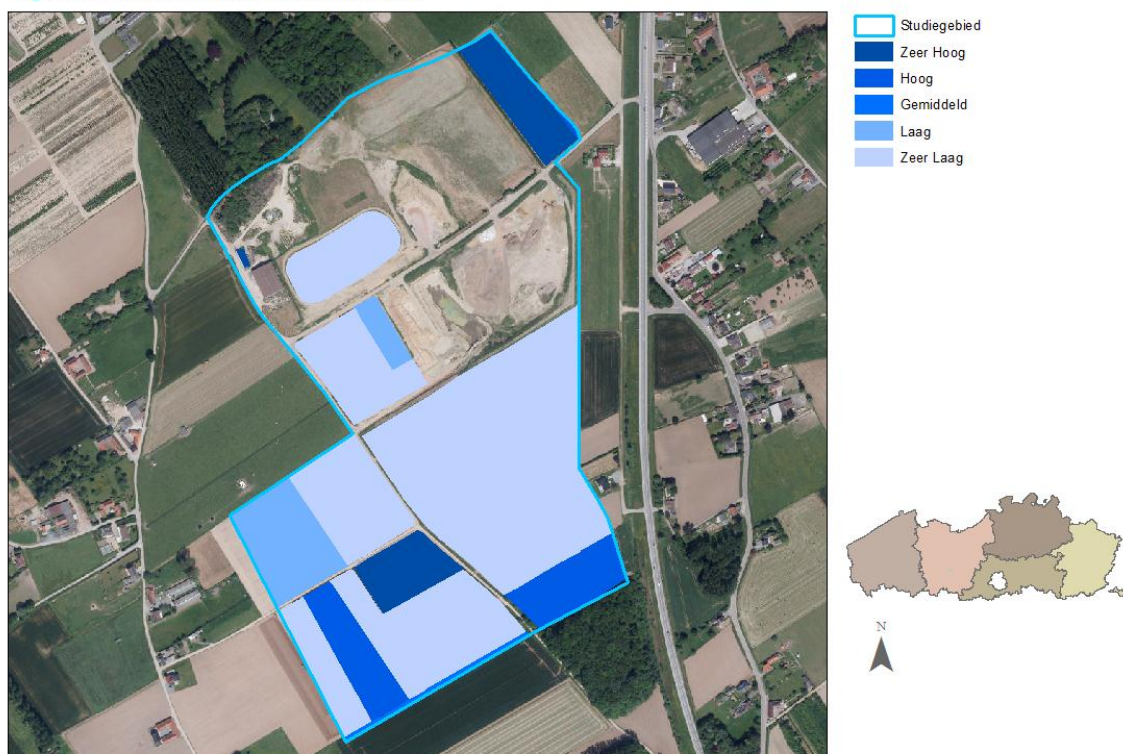 Studiegebied
Zeer Hoog
Hoog
Gemiddeld
Laag
Zeer Laag
N